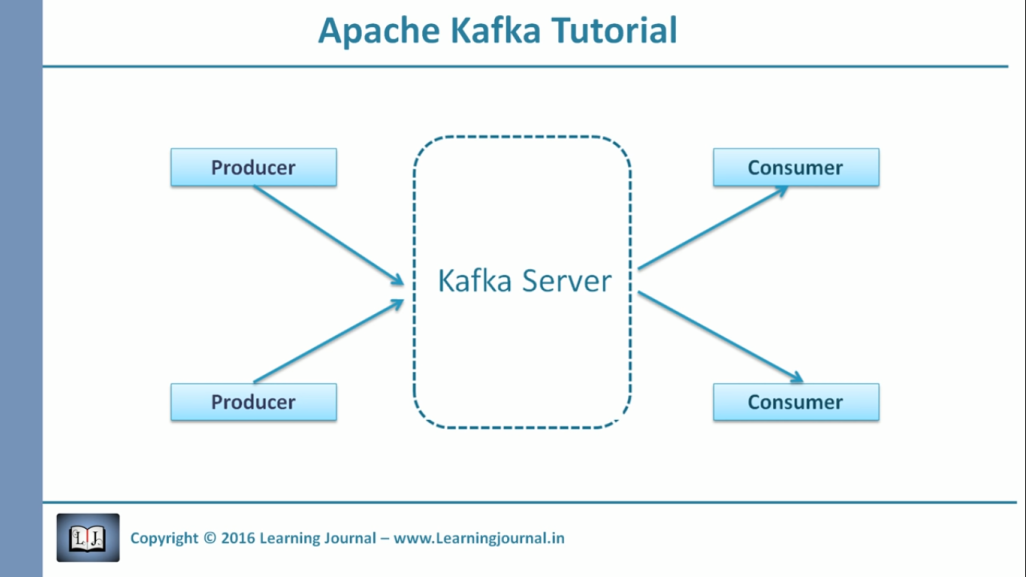 Apache Kafka Tutorial
Producer
Consumer
Kafka Server
Producer
Consumer
LJ
Copyright © 2016 Learning Journal – www.Learningjournal.in